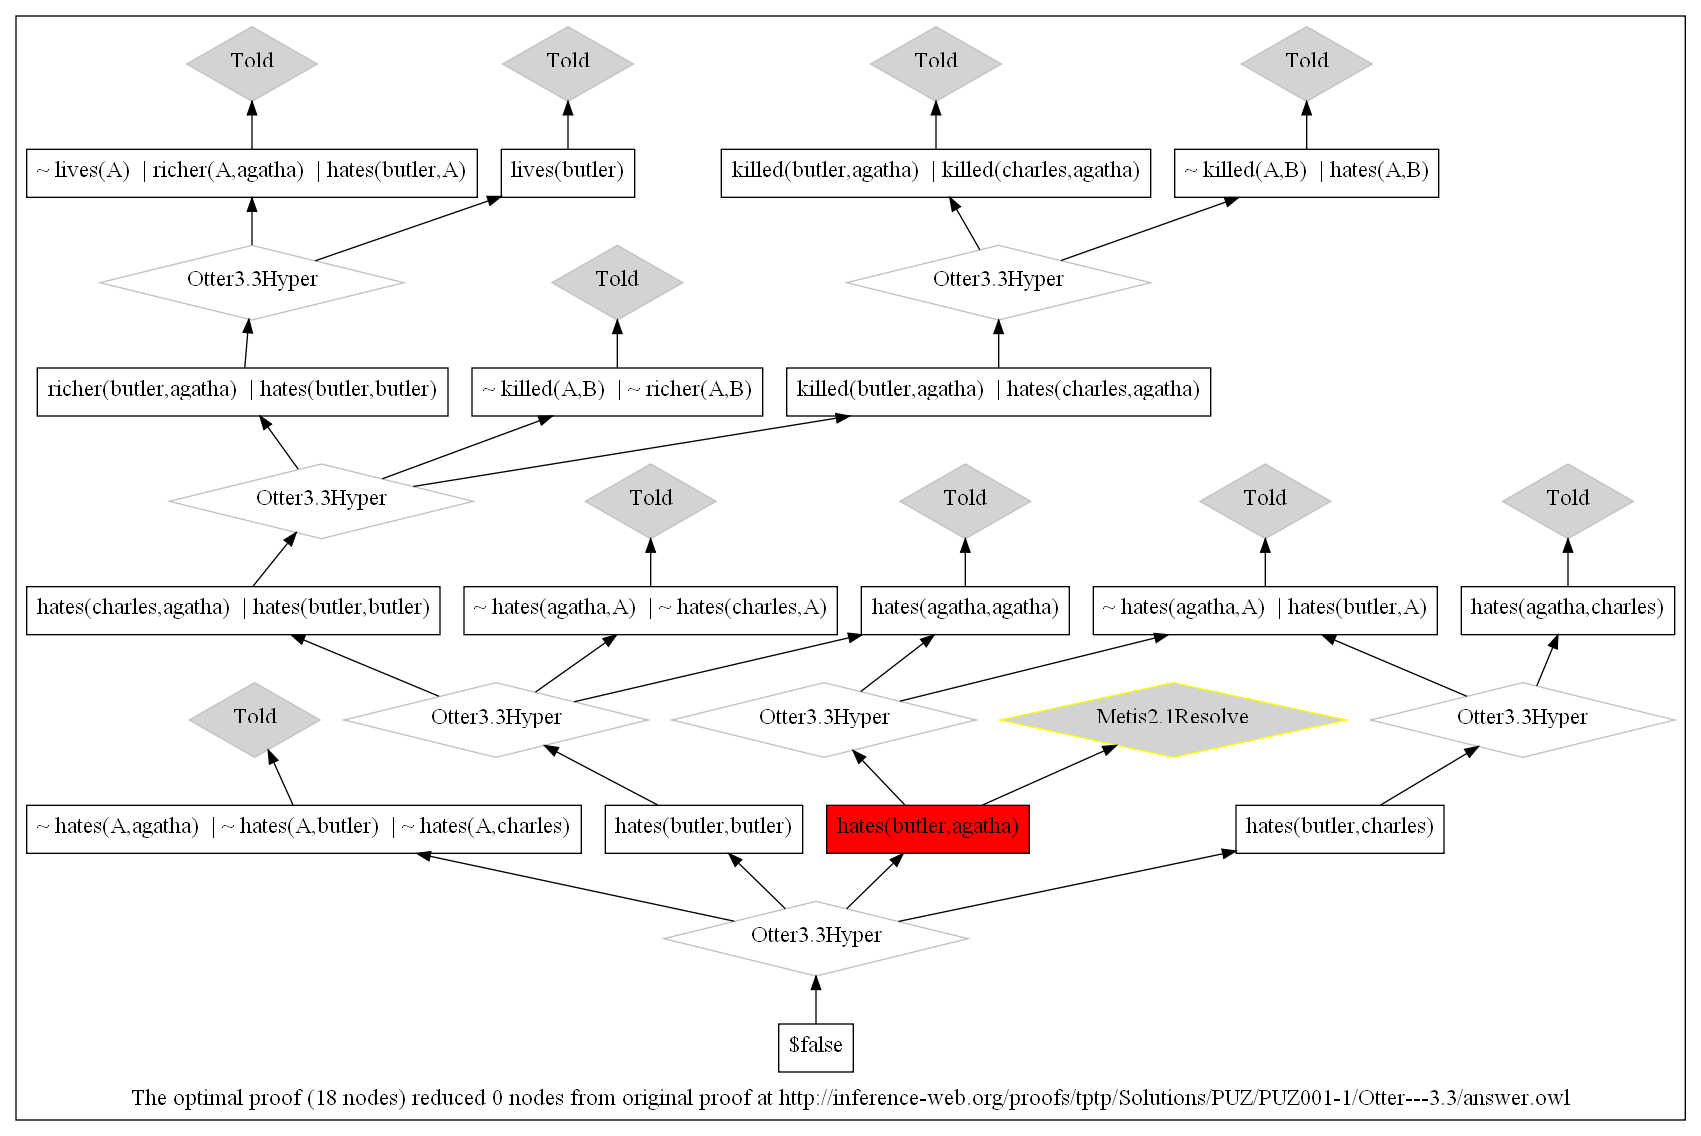 Told
Told
Told
Told
~ lives(A) | richer(A,agatha) | hates(butler,A)
lives(butler)
killed(butler,agatha) | killed(charles,agatha)
~ killed(A,B) | hates(A,B)
Otter3.3Hyper
Told
Otter3.3Hyper
richer(butler,agatha) | hates(butler,butler)
~ killed(A,B) | ~ richer(A,B)
killed(butler,agatha) | hates(charles,agatha)
Otter3.3Hyper
Told
Told
Told
Told
hates(charles,agatha) | hates(butler,butler)
~ hates(agatha,A) | ~ hates(charles,A)
hates(agatha,agatha)
~ hates(agatha,A) | hates(butler,A)
hates(agatha,charles)
Told
Otter3.3Hyper
Otter3.3Hyper
Metis2.1Resolve
Otter3.3Hyper
~ hates(A,agatha) | ~ hates(A,butler) | ~ hates(A,charles)
hates(butler,butler)
hates(butler,agatha)
hates(butler,charles)
Otter3.3Hyper
$false
The optimal proof (18 nodes) reduced 0 nodes from original proof at http://inference-web.org/proofs/tptp/Solutions/PUZ/PUZ001-1/Otter---3.3/answer.owl